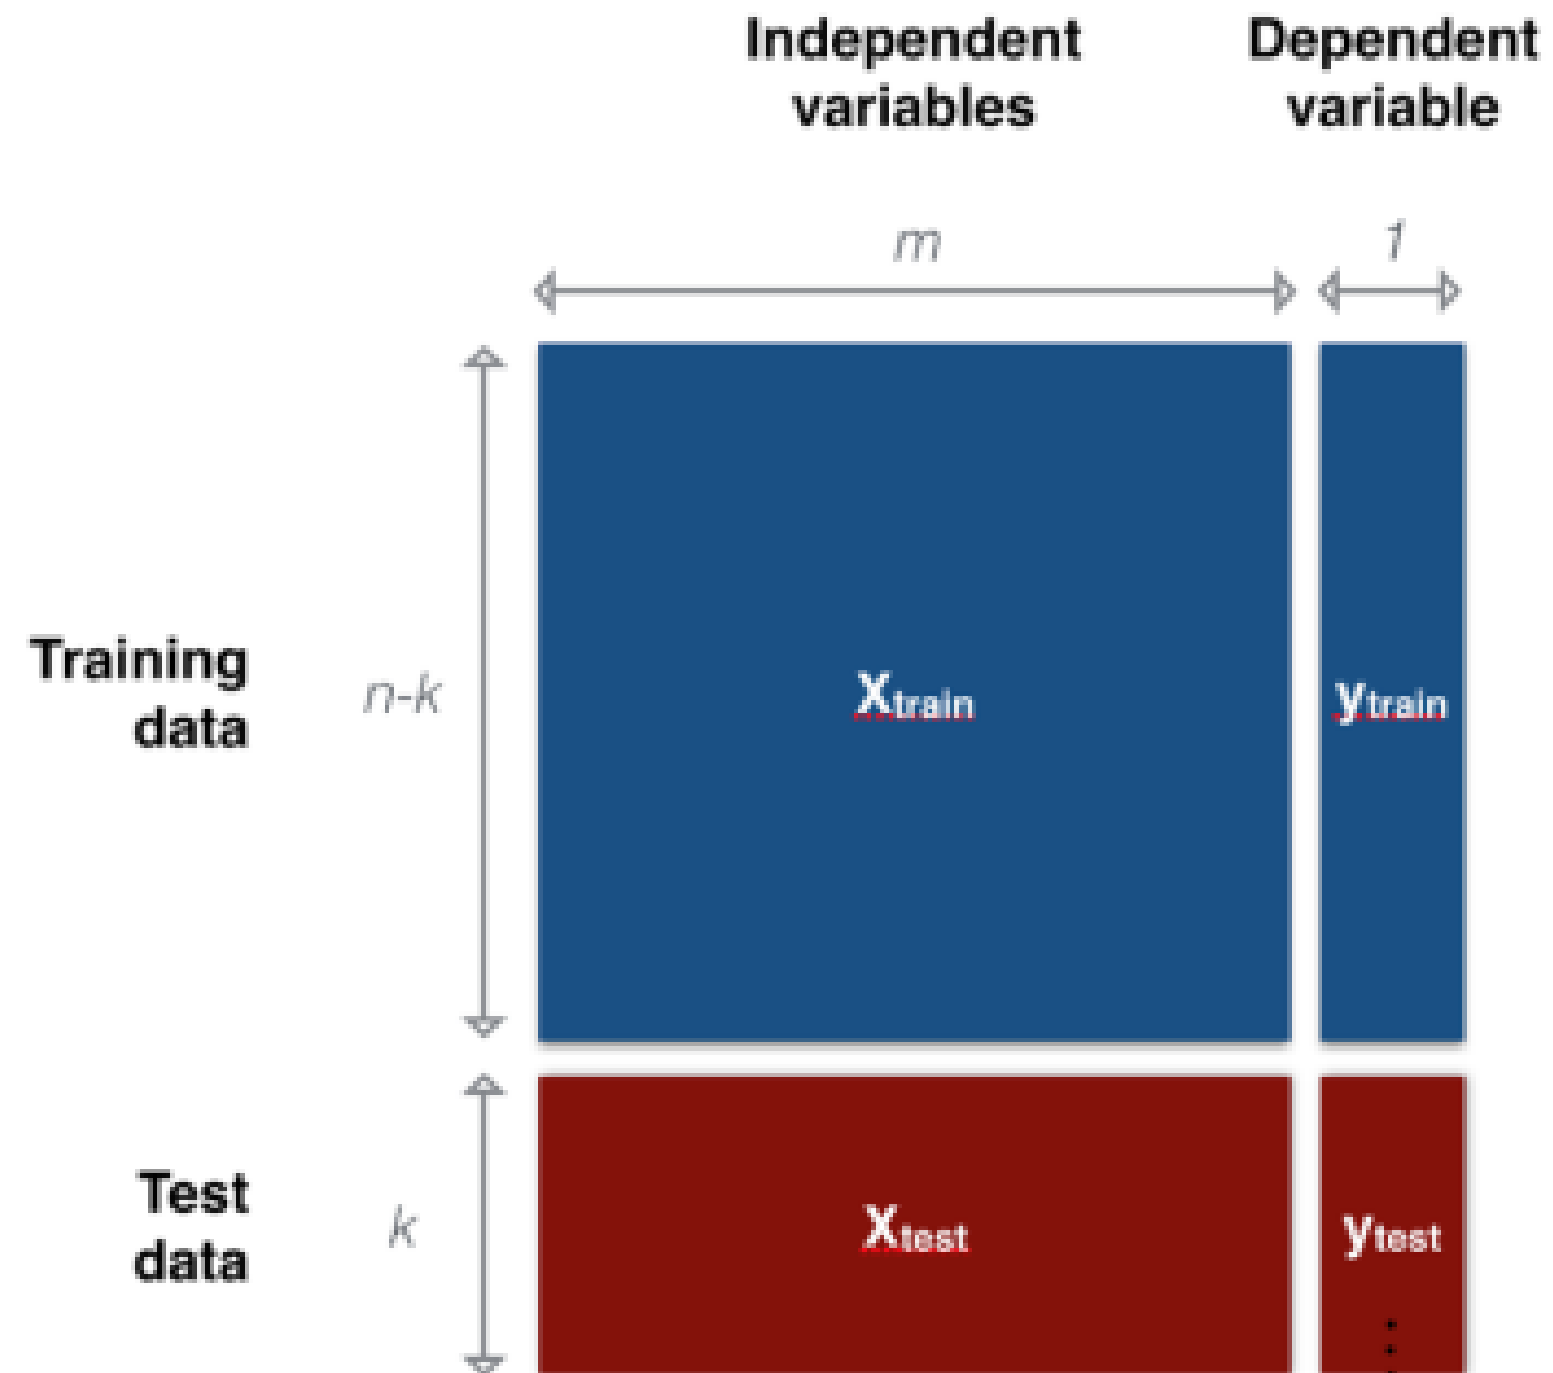 Independent
variables
Dependent
variable
m
1
Training
data
n-k
Xtrain
ytrain
Test
data
k
Xtest
ytest